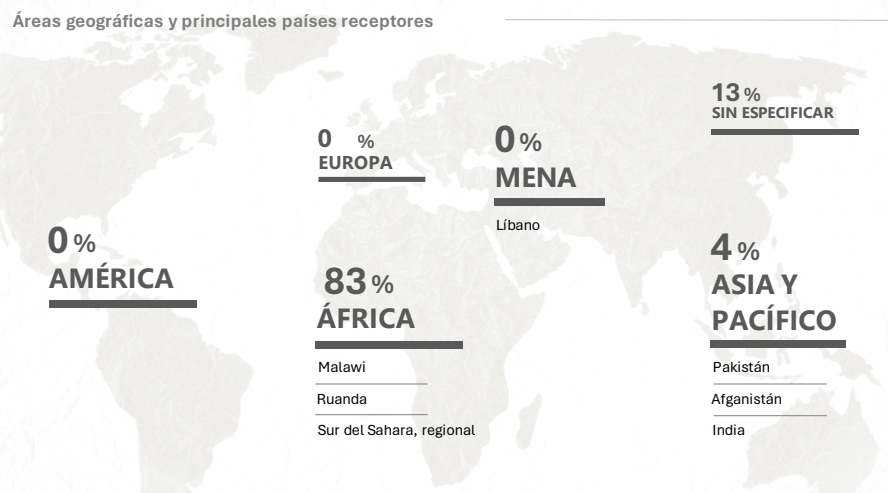 Áreas geográficas y principales países receptores
13 %
SIN ESPECIFICAR
0 %
EUROPA
0 %
MENA
Líbano
0 %
AMÉRICA
83 %
ÁFRICA
Malawi
Ruanda
Sur del Sahara, regional
4 %
ASIA Y
PACÍFICO
Pakistán
Afganistán
India